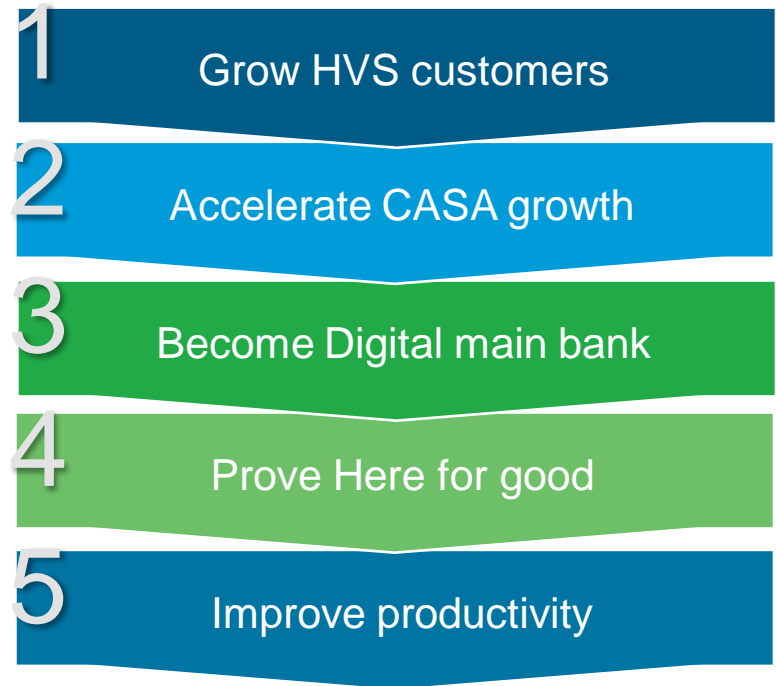 1
Grow HVS customers
2
Accelerate CASA growth
3
Become Digital main bank
4
Prove Here for good
5
Improve productivity